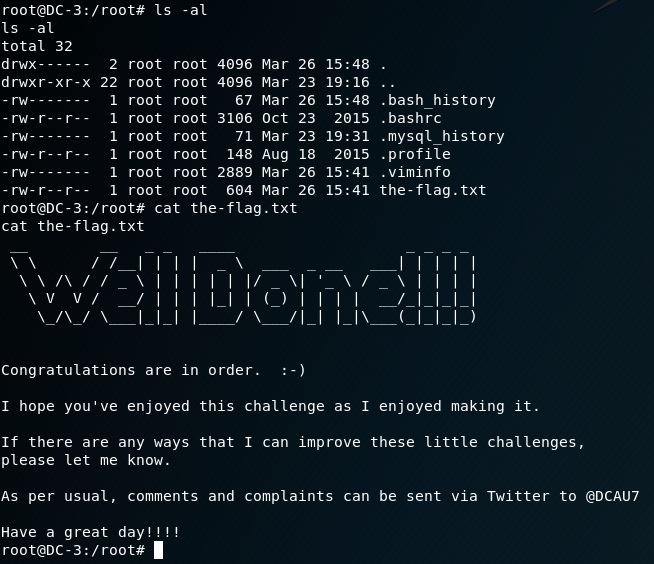 root@DC-3:/root# ls -al
ls -al
total 32
drwx------  2 root root 4096 Mar 26 15:48 .
drwxr-xr-x 22 root root 4096 Mar 23 19:16 ..
-rw-------  1 root root   67 Mar 26 15:48 .bash_history
-rw-r--r--  1 root root 3106 Oct 23  2015 .bashrc
-rw-------  1 root root   71 Mar 23 19:31 .mysql_history
-rw-r--r--  1 root root  148 Aug 18  2015 .profile
-rw-------  1 root root 2889 Mar 26 15:41 .viminfo
-rw-r--r--  1 root root  604 Mar 26 15:41 the-flag.txt
root@DC-3:/root# cat the-flag.txt
cat the-flag.txt
Well Done!!!!
Congratulations are in order.  :-)
I hope you've enjoyed this challenge as I enjoyed making it.
If there are any ways that I can improve these little challenges,
please let me know.
As per usual, comments and complaints can be sent via Twitter to @DCAU7
Have a great day!!!!
root@DC-3:/root#